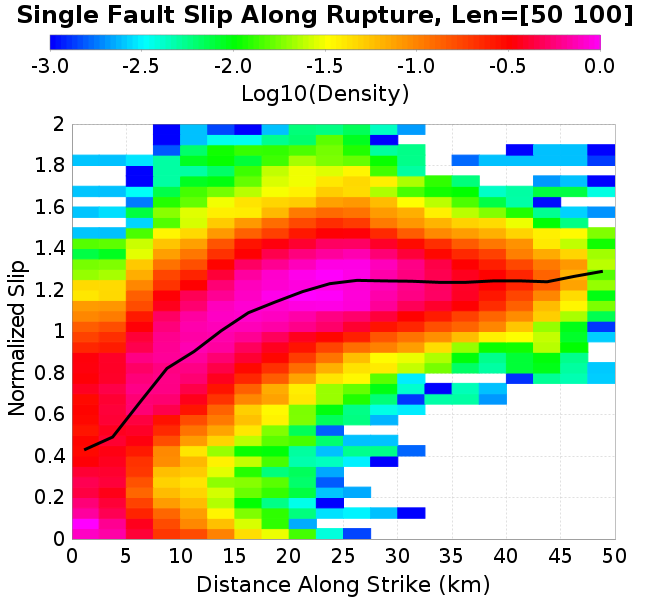 Single Fault Slip Along Rupture, Len=[50 100]
-3.0 -2.5 -2.0 -1.5 -1.0 -0.5 0.0
Log10(Density)
2
1.8
1.6
1.4
1.2
1
0.8
0.6
0.4
0.2
0
Normalized Slip
0 5 10 15 20 25 30 35 40 45 50
Distance Along Strike (km)